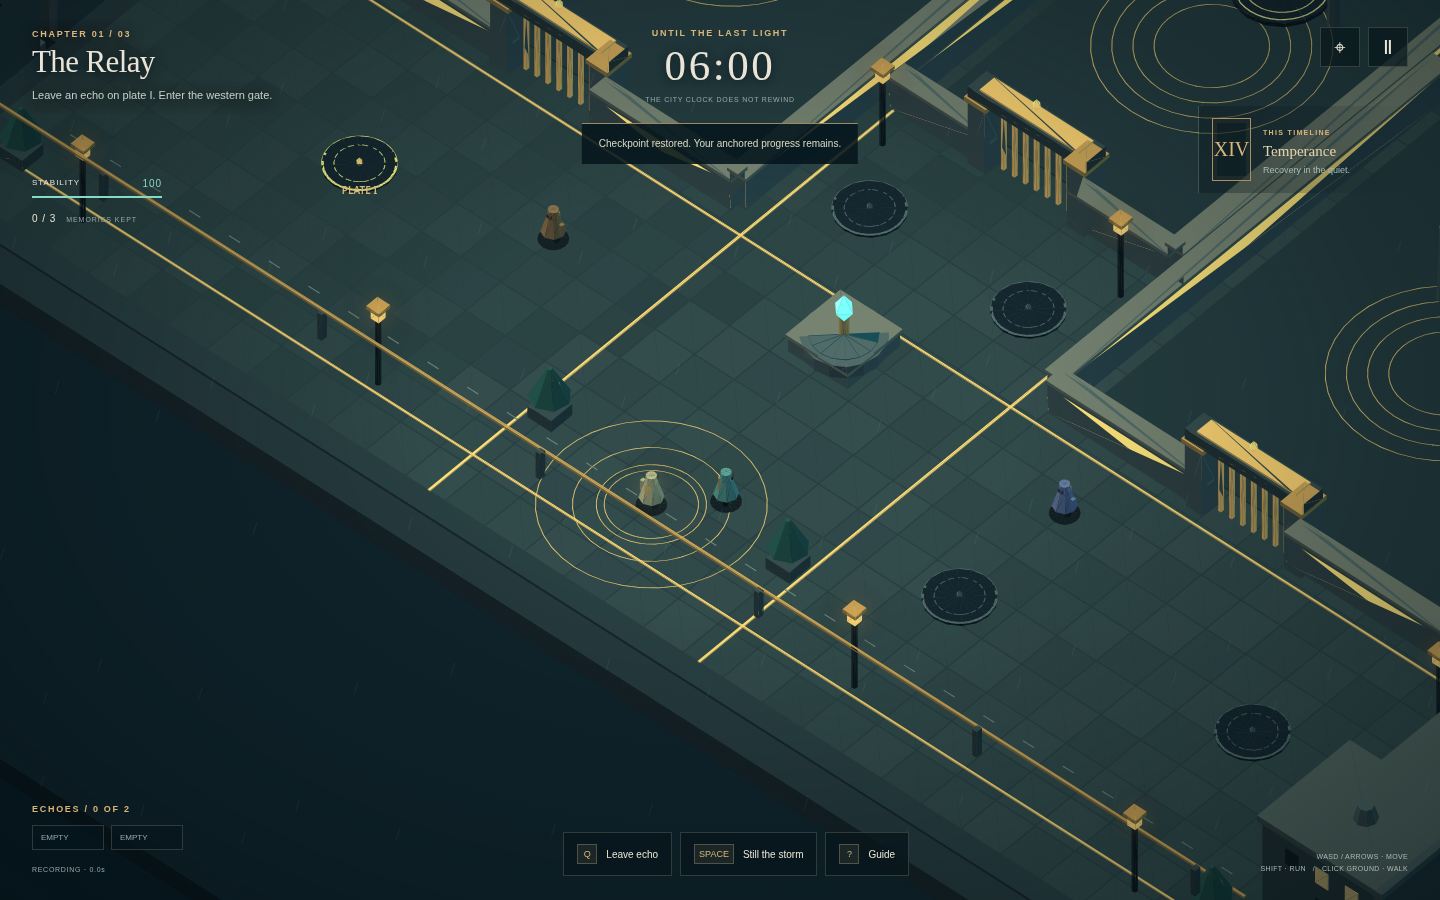 CHAPTER 01 / 03
The Relay
Leave an echo on plate I. Enter the western gate.
UNTIL THE LAST LIGHT
06:00
THE CITY CLOCK DOES NOT REWIND
Checkpoint restored. Your anchored progress remains.
⌖ II
XIV
THIS TIMELINE
Temperance
Recovery in the quiet.
STABILITY 100
0 / 3 MEMORIES KEPT
PLATE I
ECHOES / 0 OF 2
EMPTY EMPTY
RECORDING · 0.0s
Q Leave echo SPACE Still the storm ? Guide
WASD / ARROWS · MOVE
SHIFT · RUN / CLICK GROUND · WALK